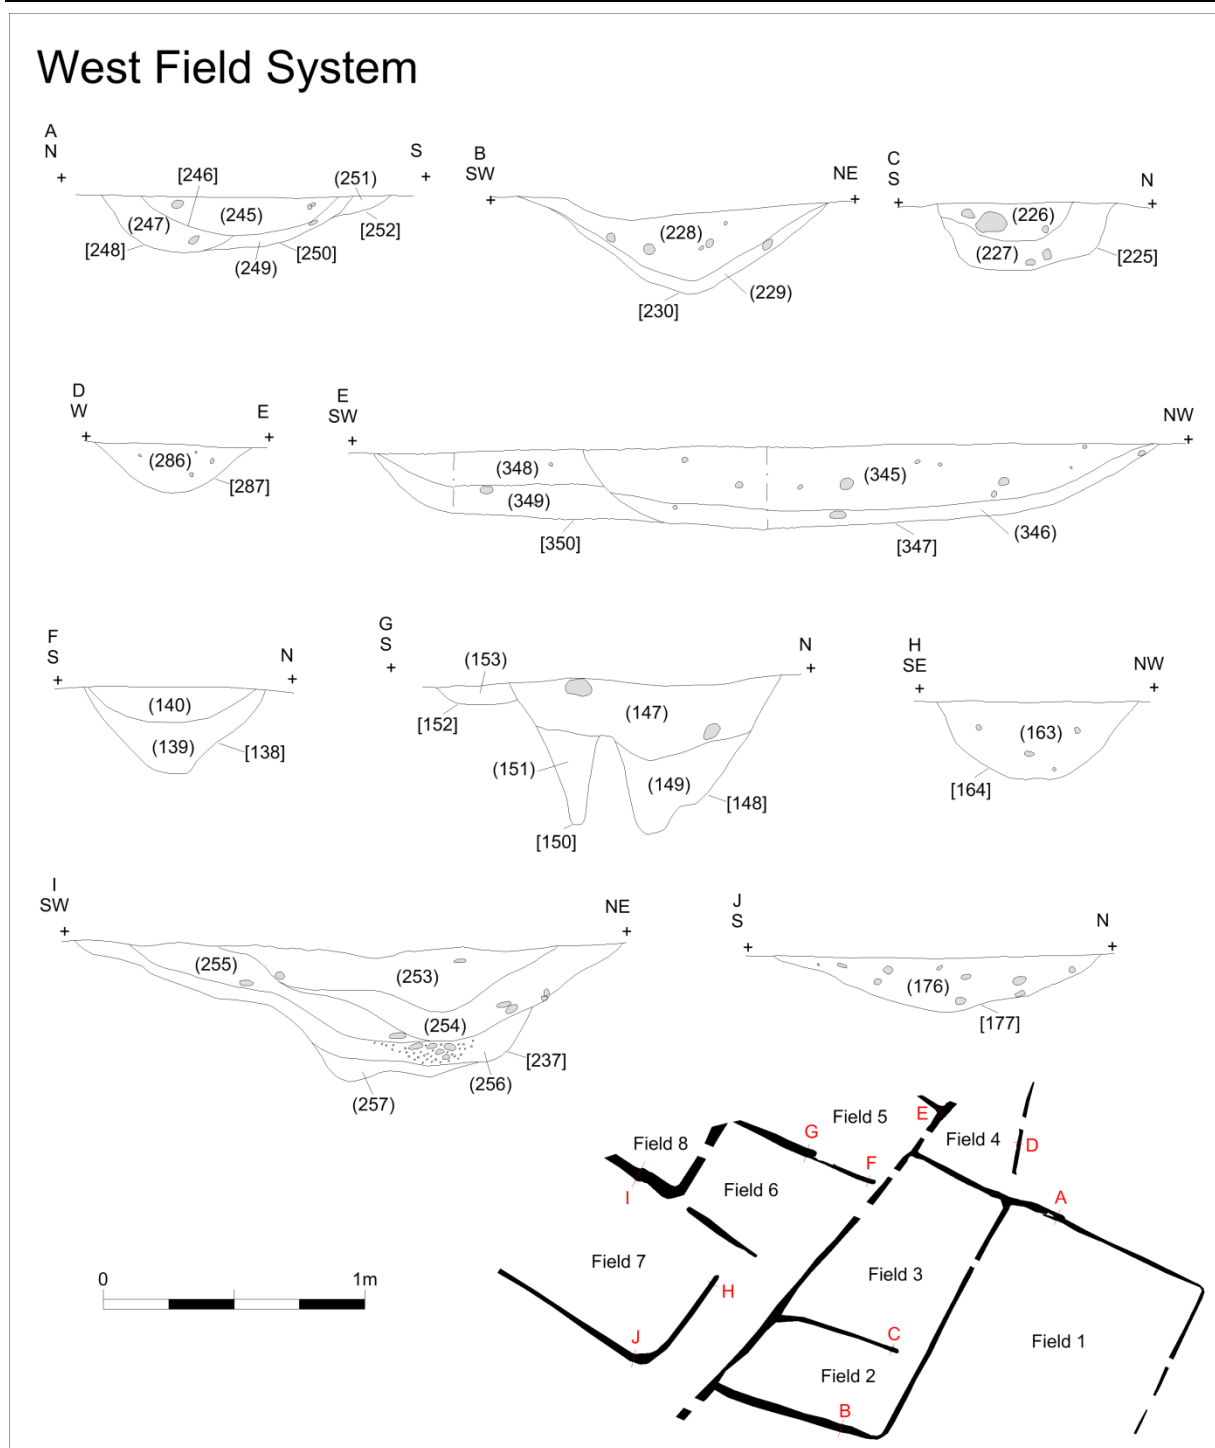 West Field System
A
N
S
[246]
(251)
(245)
(247)
[248]
(249)
[250]
[252]
B
SW
NE
(228)
(229)
[230]
C
S
N
(226)
(227)
[225]
D
W
E
(286)
[287]
E
SW
NW
(348)
(349)
(345)
(346)
[350]
[347]
F
S
N
(140)
(139)
[138]
G
S
N
(153)
[152]
(147)
(151)
(149)
[148]
[150]
H
SE
NW
(163)
[164]
I
SW
NE
(255)
(253)
(254)
[237]
(256)
(257)
J
S
N
(176)
[177]
0 1m
Field 5
E
Field 4
D
G
Field 8
F
I
Field 6
A
Field 7
Field 3
H
J
C
Field 1
Field 2
B